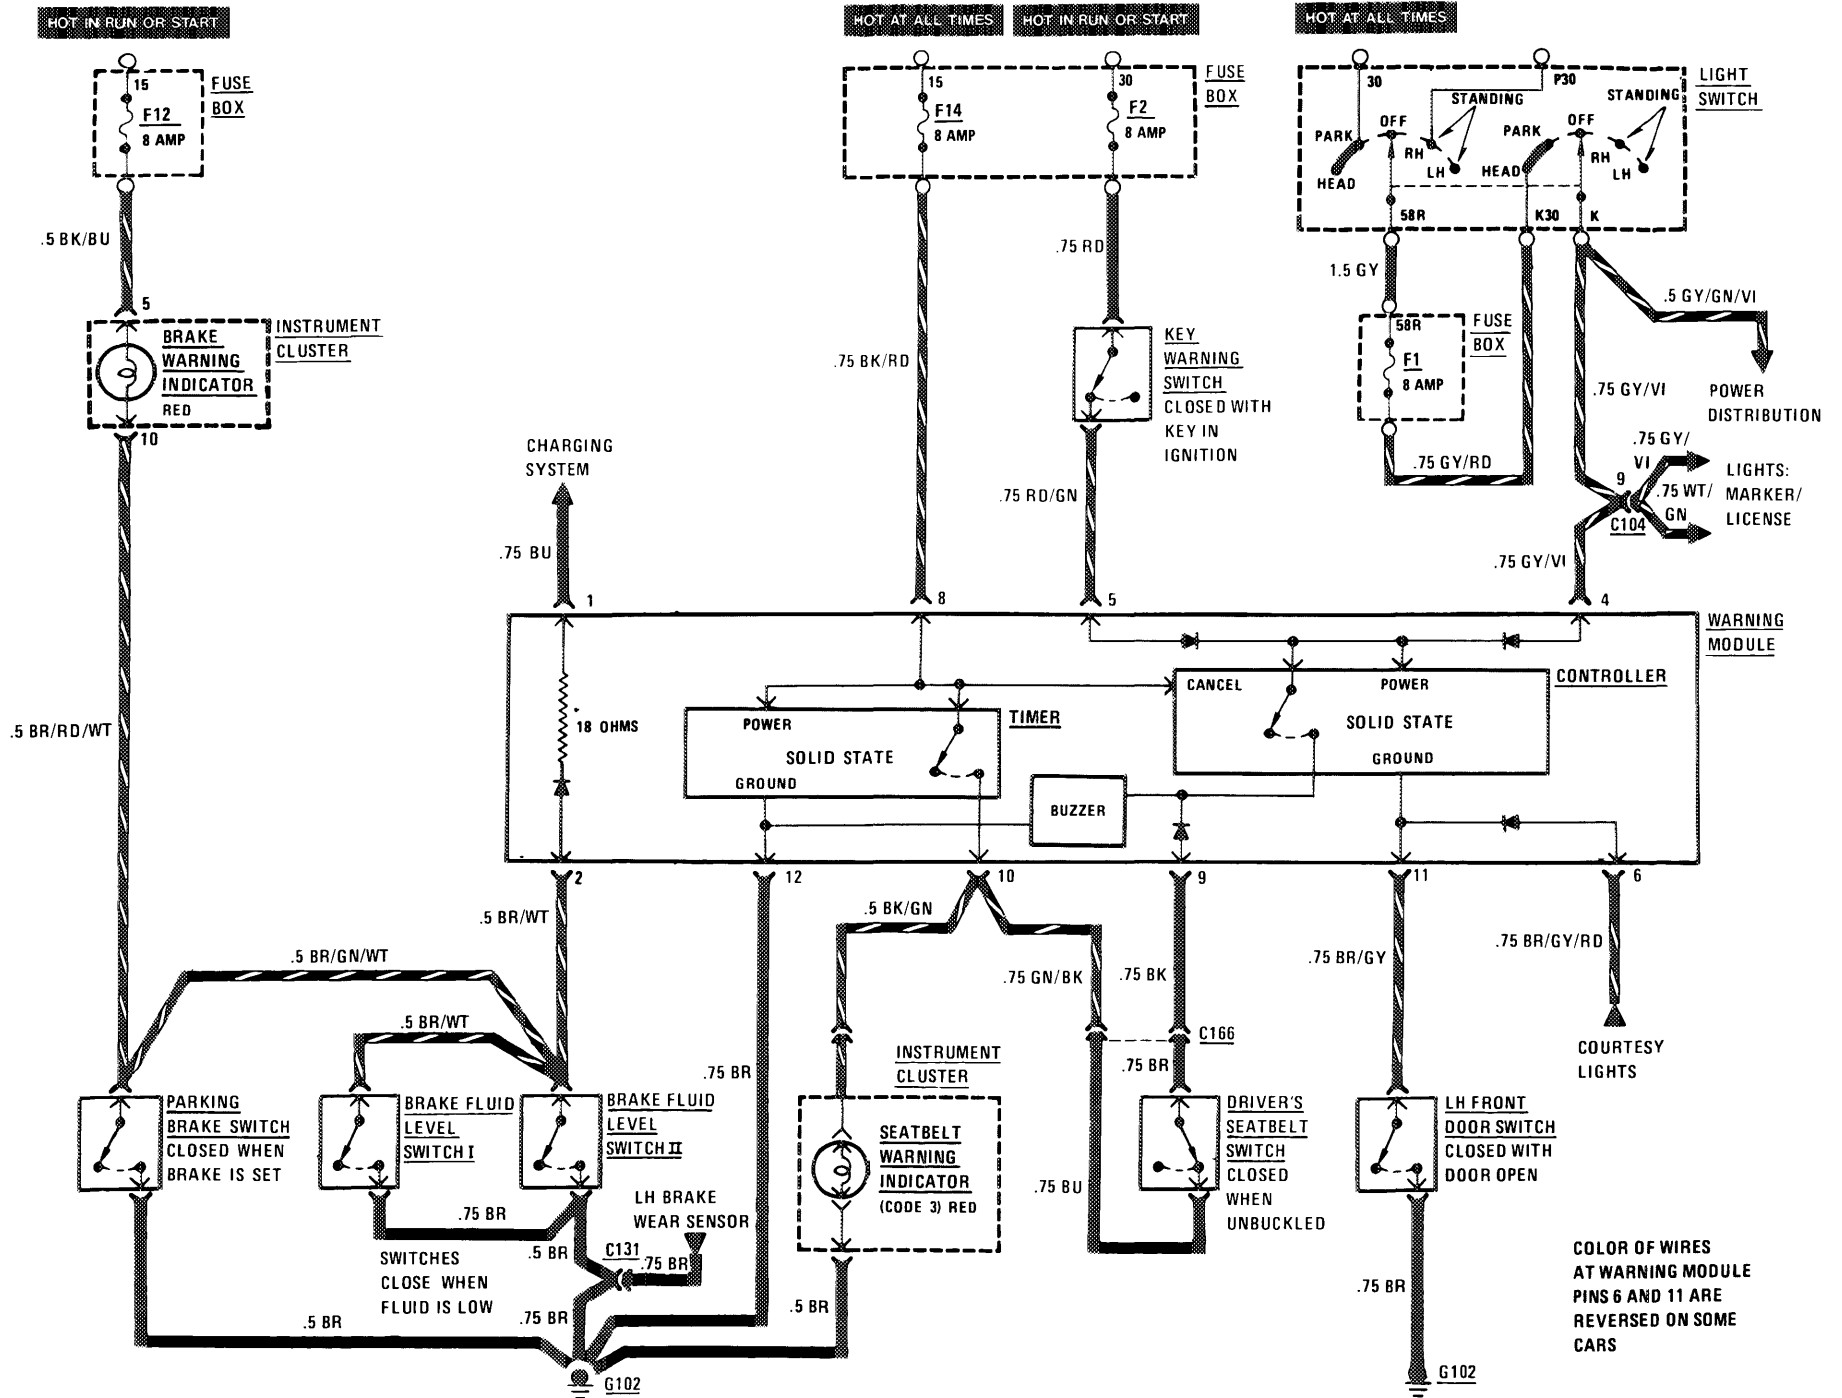 HOT IN RUN OR START
HOT AT ALL TIMES
HOT IN RUN OR START
HOT AT ALL TIMES
15
F12
8 AMP
FUSE
BOX
15
F14
8 AMP
30
F2
8 AMP
FUSE
BOX
30
P30
LIGHT
SWITCH
STANDING
STANDING
PARK
OFF
RH
LH
HEAD
PARK
OFF
RH
LH
HEAD
58R
K30
K
.5 BK/BU
.75 RD
1.5 GY
.5 GY/GN/VI
5
INSTRUMENT
CLUSTER
BRAKE
WARNING
INDICATOR
RED
10
.75 BK/RD
KEY
WARNING
SWITCH
CLOSED WITH
KEY IN
IGNITION
58R
F1
8 AMP
FUSE
BOX
.75 GY/VI
POWER
DISTRIBUTION
CHARGING
SYSTEM
.75 GY/RD
.75 GY/
VI
9
.75 WT/
GN
C104
LIGHTS:
MARKER/
LICENSE
.75 BU
.75 RD/GN
.75 GY/VI
1
8
5
4
WARNING
MODULE
.5 BR/RD/WT
18 OHMS
POWER
TIMER
SOLID STATE
GROUND
BUZZER
CANCEL
POWER
CONTROLLER
SOLID STATE
GROUND
2
12
10
9
11
6
.5 BR/WT
.5 BK/GN
.5 BR/GN/WT
.75 GN/BK
.75 BK
.75 BR/GY
.75 BR/GY/RD
.5 BR/WT
C166
.75 BR
.75 BR
COURTESY
LIGHTS
INSTRUMENT
CLUSTER
PARKING
BRAKE SWITCH
CLOSED WHEN
BRAKE IS SET
BRAKE FLUID
LEVEL
SWITCH I
BRAKE FLUID
LEVEL
SWITCH II
SEATBELT
WARNING
INDICATOR
(CODE 3) RED
.75 BU
DRIVER'S
SEATBELT
SWITCH
CLOSED
WHEN
UNBUCKLED
LH FRONT
DOOR SWITCH
CLOSED WITH
DOOR OPEN
.75 BR
LH BRAKE
WEAR SENSOR
SWITCHES
CLOSE WHEN
FLUID IS LOW
.5 BR
C131
.75 BR
.75 BR
.5 BR
.5 BR
.75 BR
G102
G102
COLOR OF WIRES
AT WARNING MODULE
PINS 6 AND 11 ARE
REVERSED ON SOME
CARS